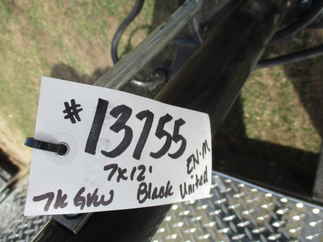 # 13755
7x12'
EN-M
7k GVW Black United